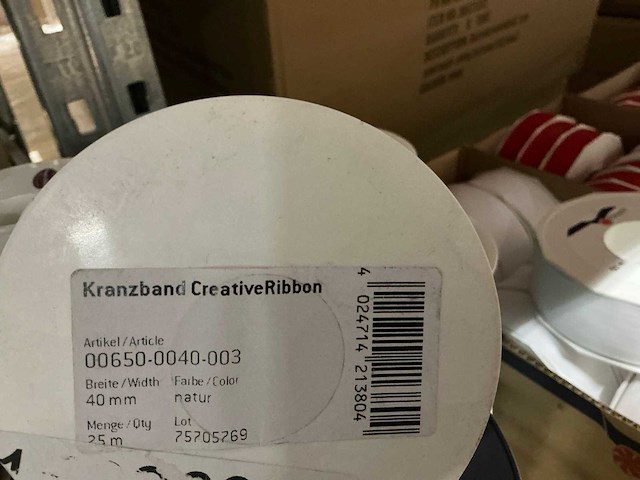 Kranzband CreativeRibbon
Artikel / Article
00650-0040-003
Breite / Width Farbe / Color
40 mm natur
Menge / Qty Lot
25 m 75705769
4 024714 213804